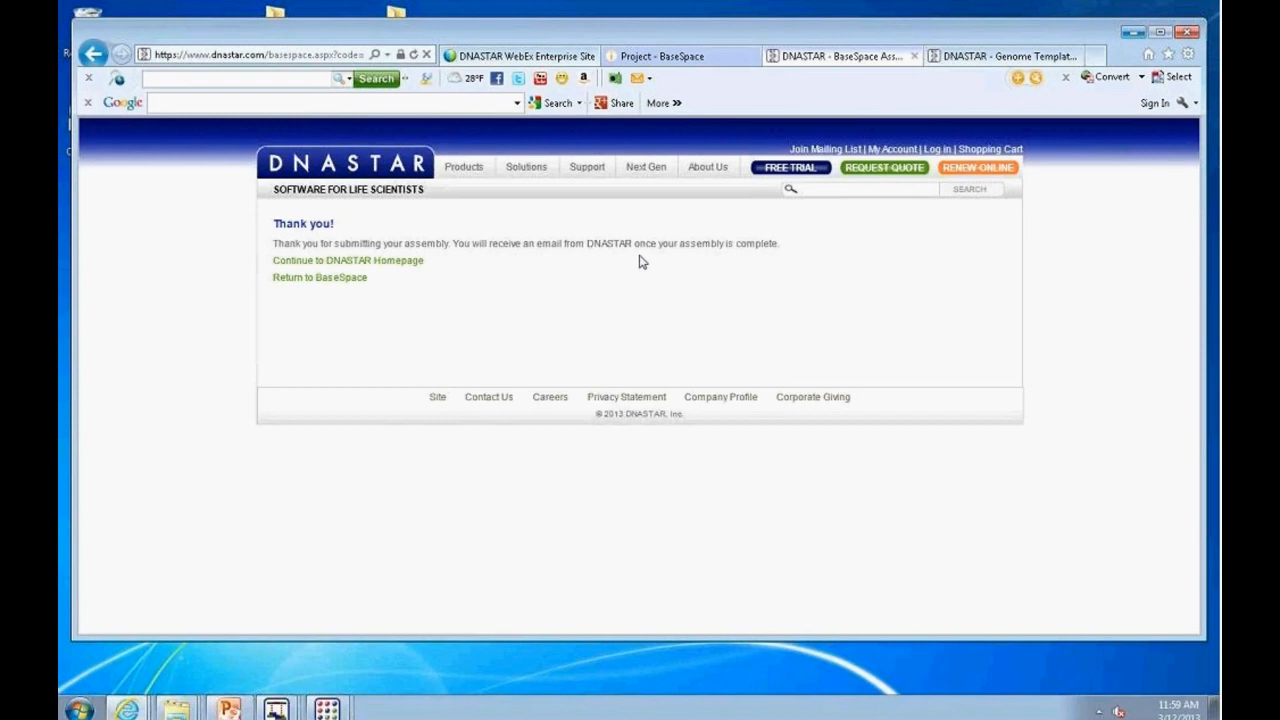 https://www.dnastar.com/basespace.aspx?code=
DNASTAR WebEx Enterprise Site
Project - BaseSpace
DNASTAR - BaseSpace Ass...
DNASTAR - Genome Templat...
Search
28°F
Convert
Select
Google
Search
Share
More »
Sign In
Join Mailing List | My Account | Log in | Shopping Cart
DNASTAR
Products
Solutions
Support
Next Gen
About Us
FREE TRIAL
REQUEST QUOTE
RENEW ONLINE
SOFTWARE FOR LIFE SCIENTISTS
SEARCH
Thank you!
Thank you for submitting your assembly. You will receive an email from DNASTAR once your assembly is complete.
Continue to DNASTAR Homepage
Return to BaseSpace
Site
Contact Us
Careers
Privacy Statement
Company Profile
Corporate Giving
© 2013 DNASTAR, Inc.
11:59 AM
3/12/2013